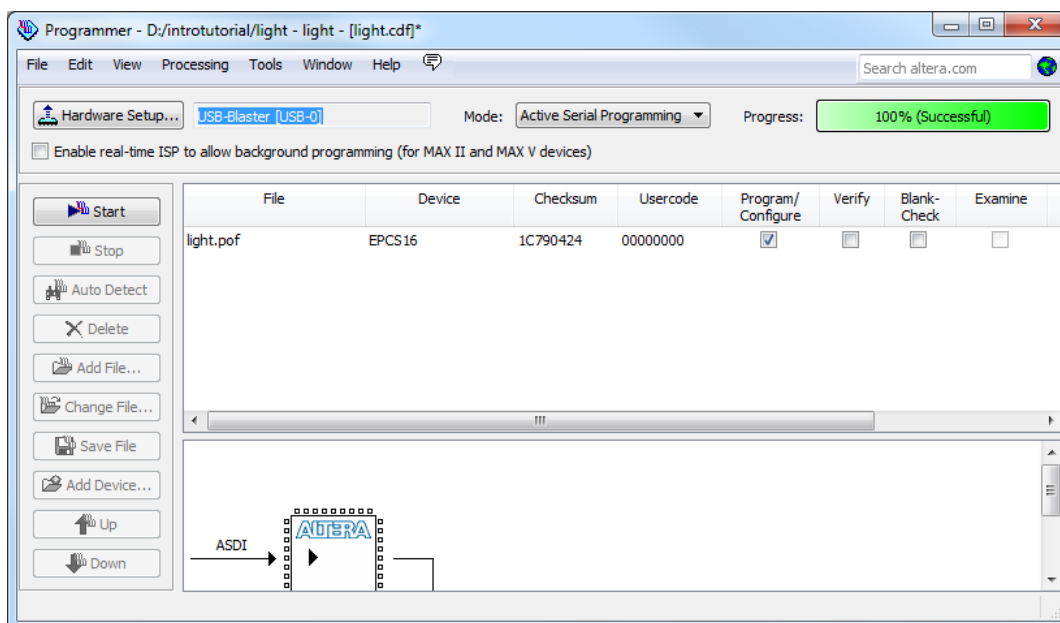 Programmer - D:/introtutorial/light - light - [light.cdf]*
File Edit View Processing Tools Window Help
Search altera.com
Hardware Setup... USB-Blaster [USB-0] Mode: Active Serial Programming Progress: 100% (Successful)
Enable real-time ISP to allow background programming (for MAX II and MAX V devices)
Start
Stop
Auto Detect
Delete
Add File...
Change File...
Save File
Add Device...
Up
Down
File Device Checksum Usercode Program/ Verify Blank- Examine
Configure Check
light.pof EPCS16 1C790424 00000000
ALTERA
ASDI